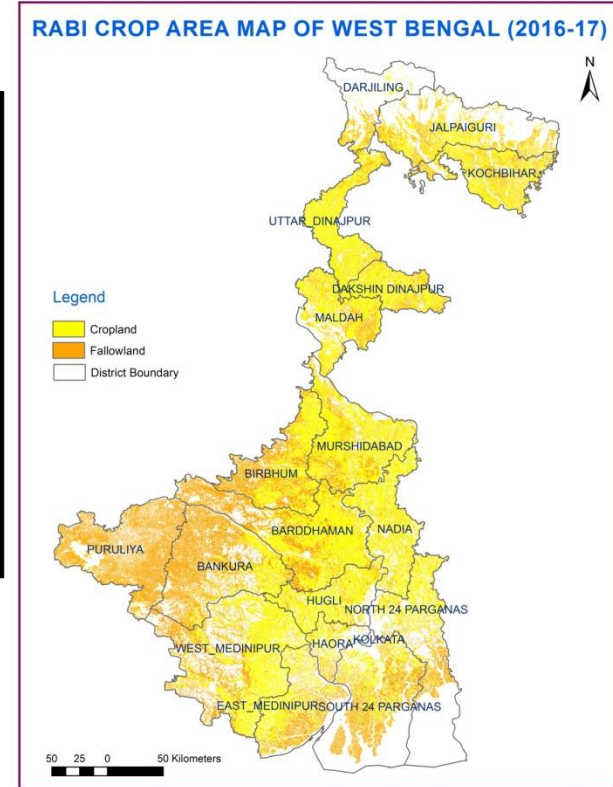 RABI CROP AREA MAP OF WEST BENGAL (2016-17)
N
DARJILING
JALPAIGURI
KOCHBIHAR
UTTAR_DINAJPUR
DAKSHIN DINAJPUR
MALDAH
Legend
Cropland
Fallowland
District Boundary
MURSHIDABAD
BIRBHUM
BARDDHAMAN
NADIA
PURULIYA
BANKURA
HUGLI
NORTH 24 PARGANAS
WEST_MEDINIPUR
HAORA
KOLKATA
EAST_MEDINIPUR
SOUTH 24 PARGANAS
50 25 0 50 Kilometers